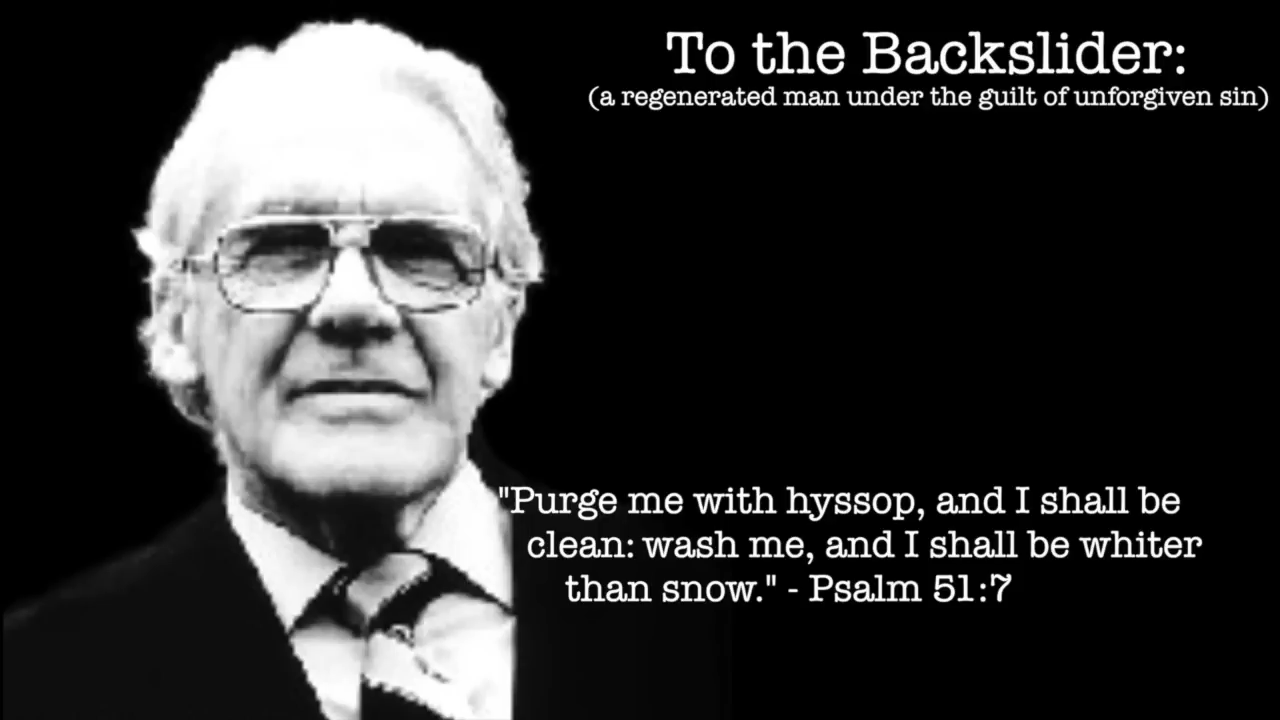 To the Backslider:
(a regenerated man under the guilt of unforgiven sin)
"Purge me with hyssop, and I shall be
clean: wash me, and I shall be whiter
than snow." - Psalm 51:7